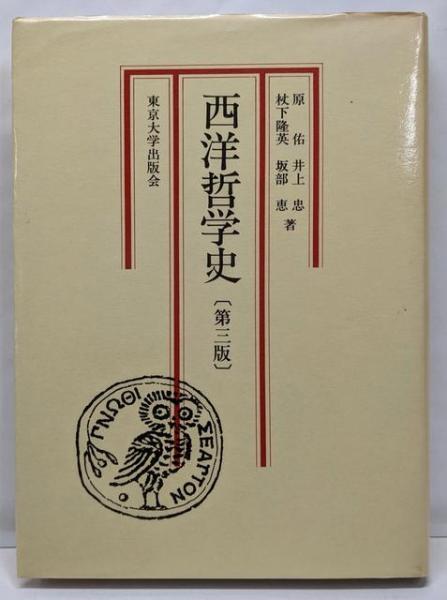 原佑 井上忠
杖下隆英 坂部恵 著
西洋哲学史
〔第三版〕
東京大学出版会
ΓΝΩΘΙ
ΣΕΑΥΤΟΝ